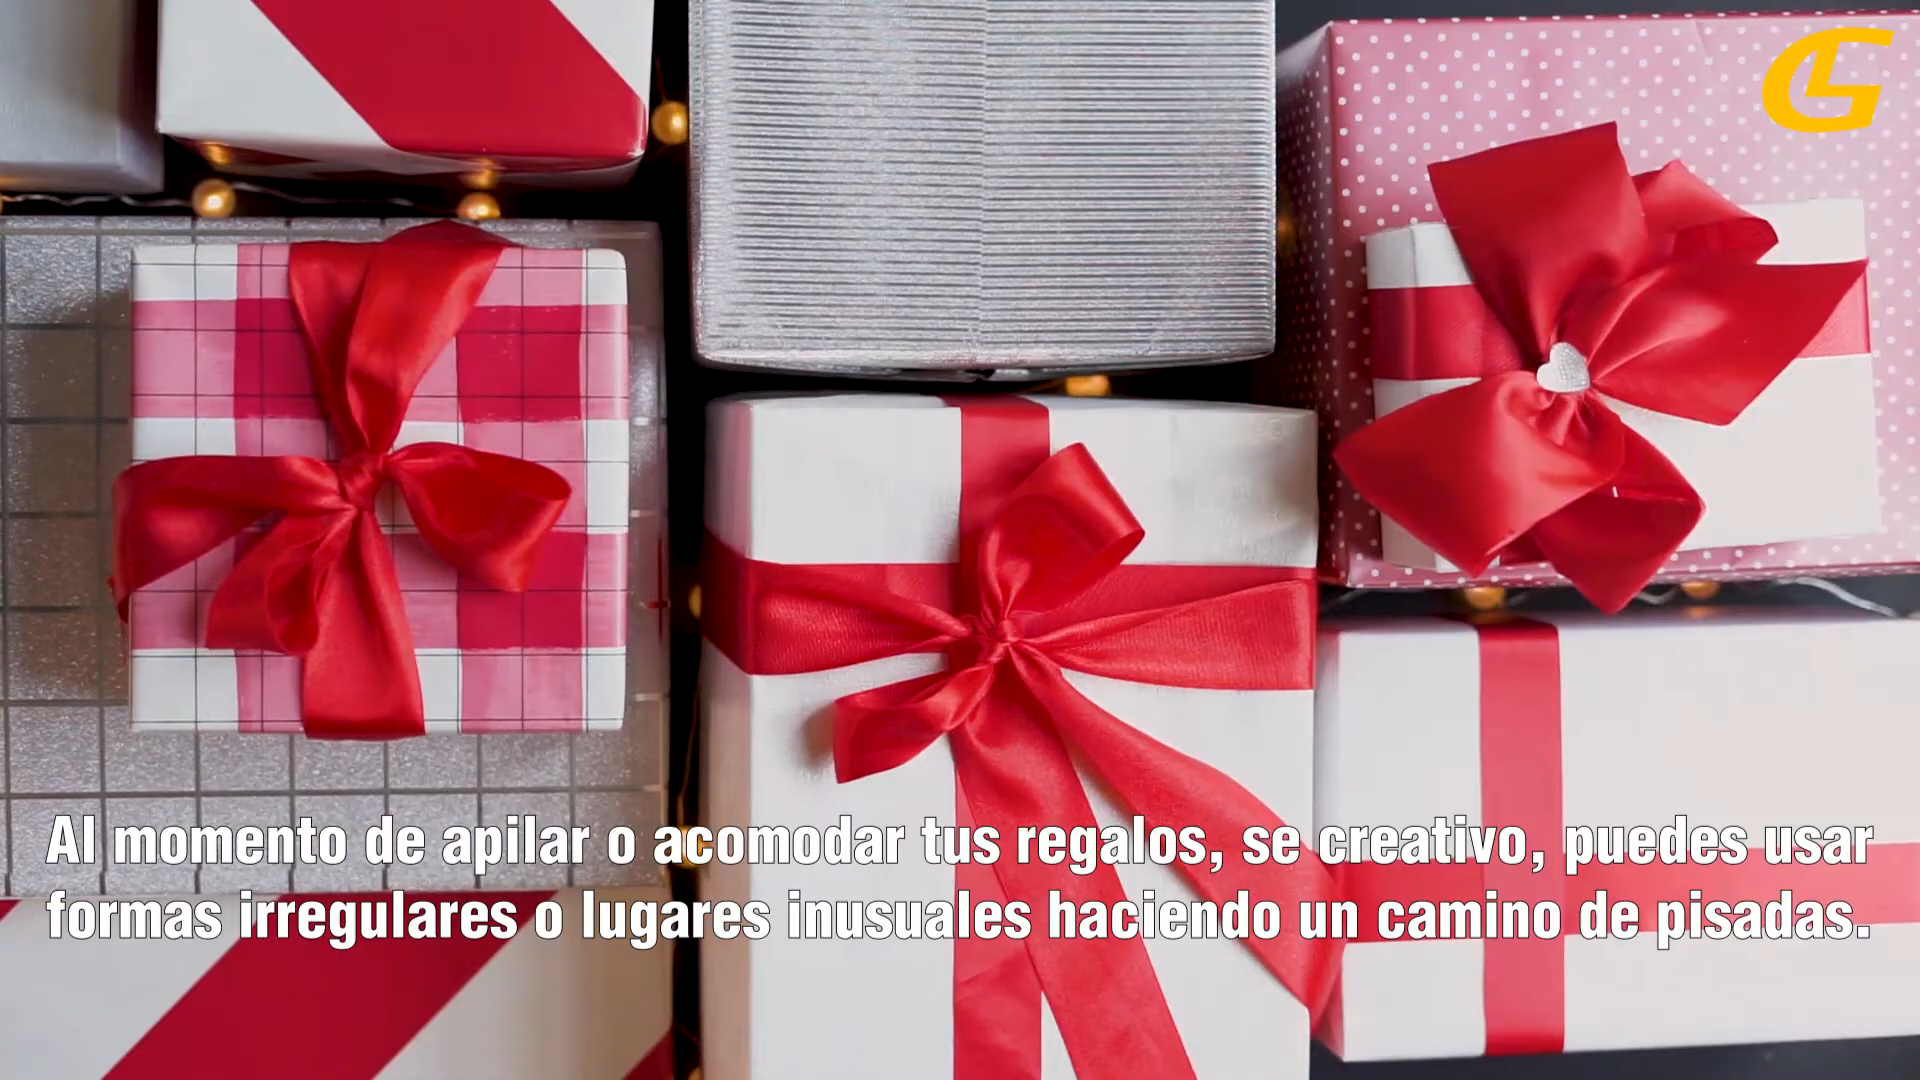 GL
Al momento de apilar o acomodar tus regalos, se creativo, puedes usar
formas irregulares o lugares inusuales haciendo un camino de pisadas.